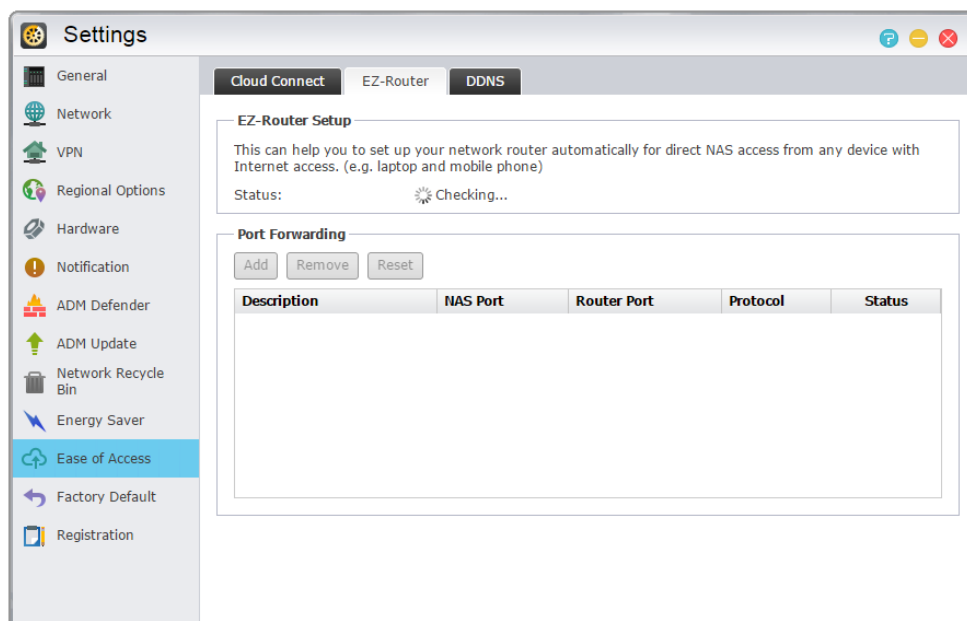 Settings
General
Network
VPN
Regional Options
Hardware
Notification
ADM Defender
ADM Update
Network Recycle
Bin
Energy Saver
Ease of Access
Factory Default
Registration
Cloud Connect EZ-Router DDNS
EZ-Router Setup
This can help you to set up your network router automatically for direct NAS access from any device with
Internet access. (e.g. laptop and mobile phone)
Status: Checking...
Port Forwarding
Add Remove Reset
Description NAS Port Router Port Protocol Status